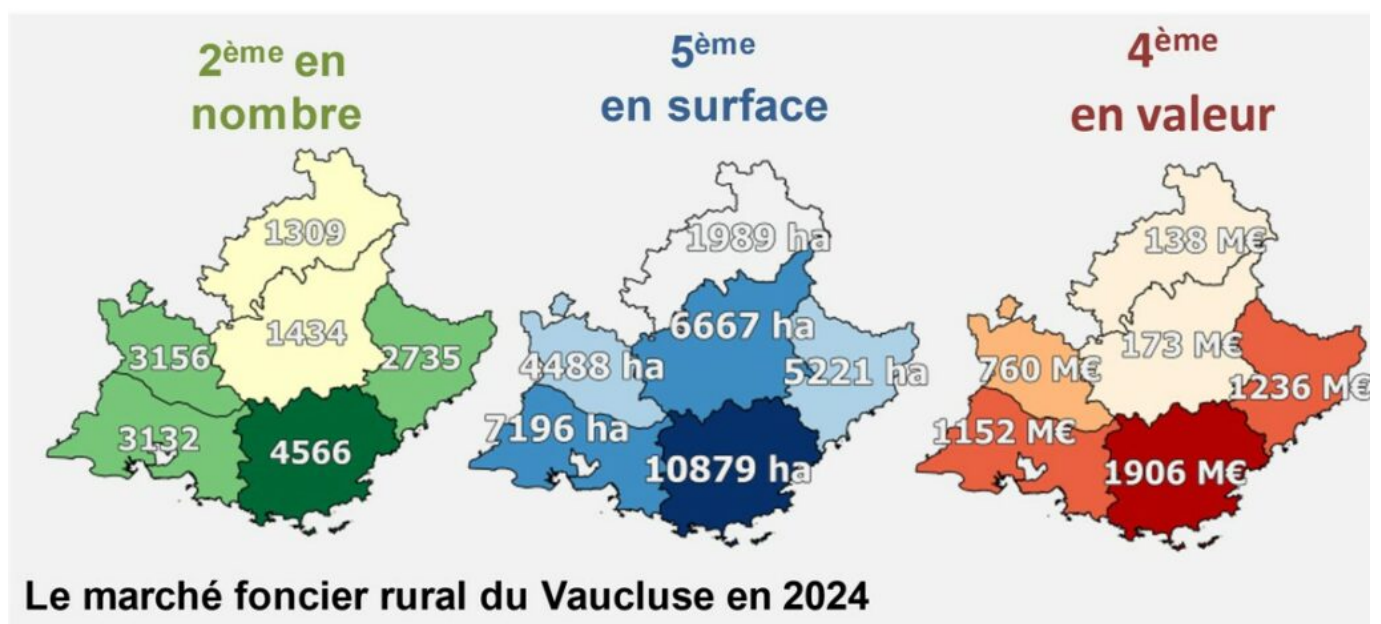 2ème en
nombre
1309
1434
3156
2735
3132
4566
5ème
en surface
1989 ha
6667 ha
4488 ha
5221 ha
7196 ha
10879 ha
4ème
en valeur
138 M€
173 M€
760 M€
1236 M€
1152 M€
1906 M€
Le marché foncier rural du Vaucluse en 2024